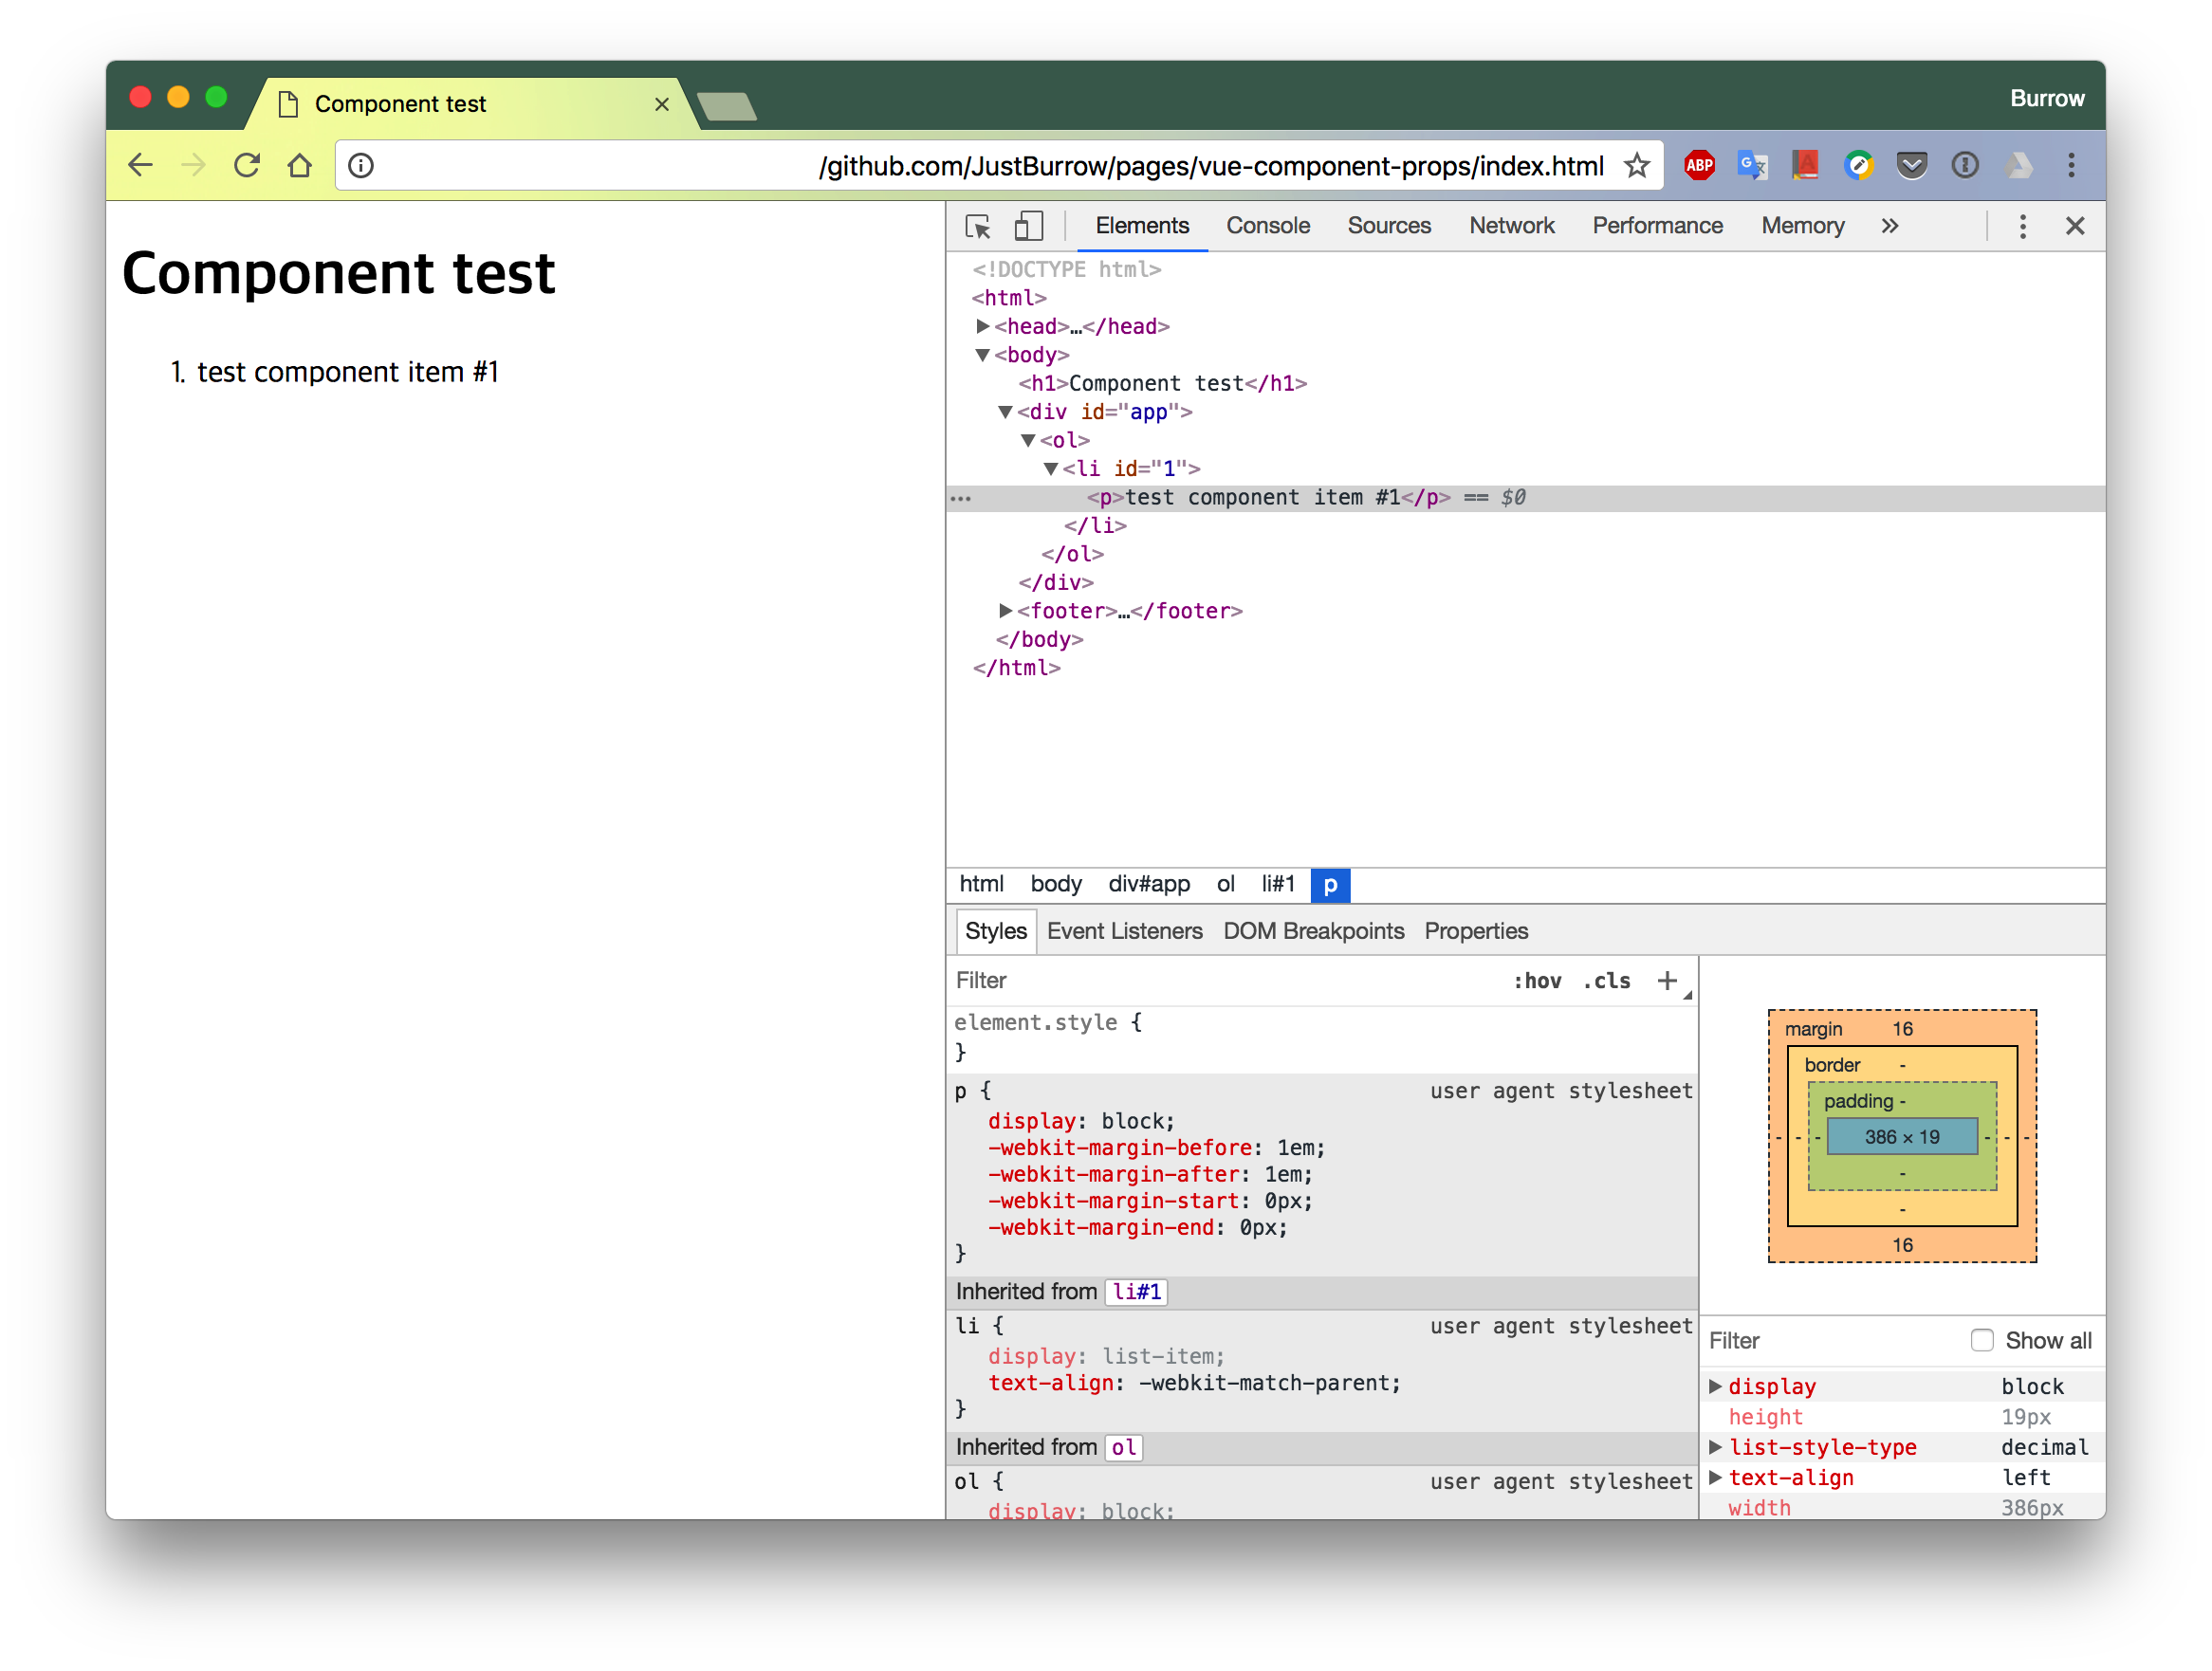 Component test
Burrow
/github.com/JustBurrow/pages/vue-component-props/index.html
ABP
Component test
1. test component item #1
Elements Console Sources Network Performance Memory »
<!DOCTYPE html>
<html>
<head>…</head>
<body>
<h1>Component test</h1>
<div id="app">
<ol>
<li id="1">
<p>test component item #1</p> == $0
</li>
</ol>
</div>
<footer>…</footer>
</body>
</html>
html body div#app ol li#1 p
Styles Event Listeners DOM Breakpoints Properties
Filter :hov .cls +
element.style {
}
p { user agent stylesheet
display: block;
-webkit-margin-before: 1em;
-webkit-margin-after: 1em;
-webkit-margin-start: 0px;
-webkit-margin-end: 0px;
}
Inherited from li#1
li { user agent stylesheet
display: list-item;
text-align: -webkit-match-parent;
}
Inherited from ol
ol { user agent stylesheet
display: block;
margin 16
border -
padding -
- - - 386 × 19 - - -
-
-
16
Filter Show all
display block
height 19px
list-style-type decimal
text-align left
width 386px